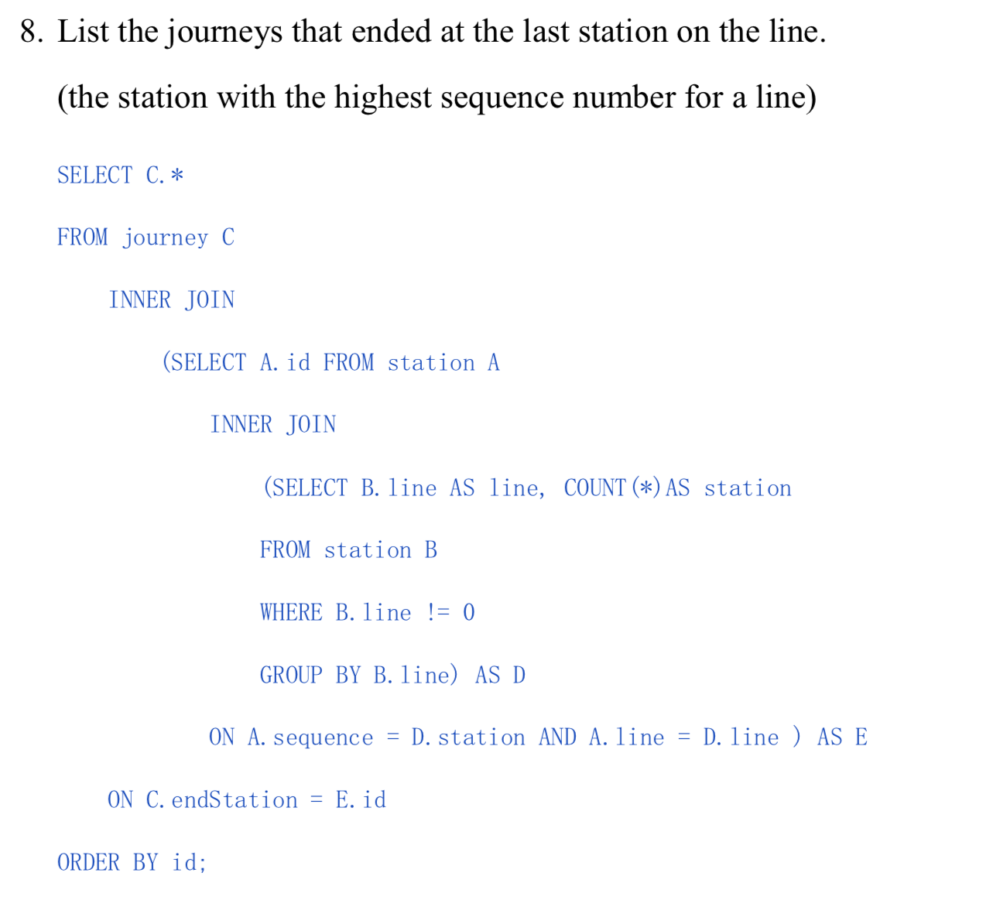 8. List the journeys that ended at the last station on the line.
(the station with the highest sequence number for a line)
SELECT C.*
FROM journey C
INNER JOIN
(SELECT A.id FROM station A
INNER JOIN
(SELECT B.line AS line, COUNT(*)AS station
FROM station B
WHERE B.line != 0
GROUP BY B.line) AS D
ON A.sequence = D.station AND A.line = D.line ) AS E
ON C.endStation = E.id
ORDER BY id;